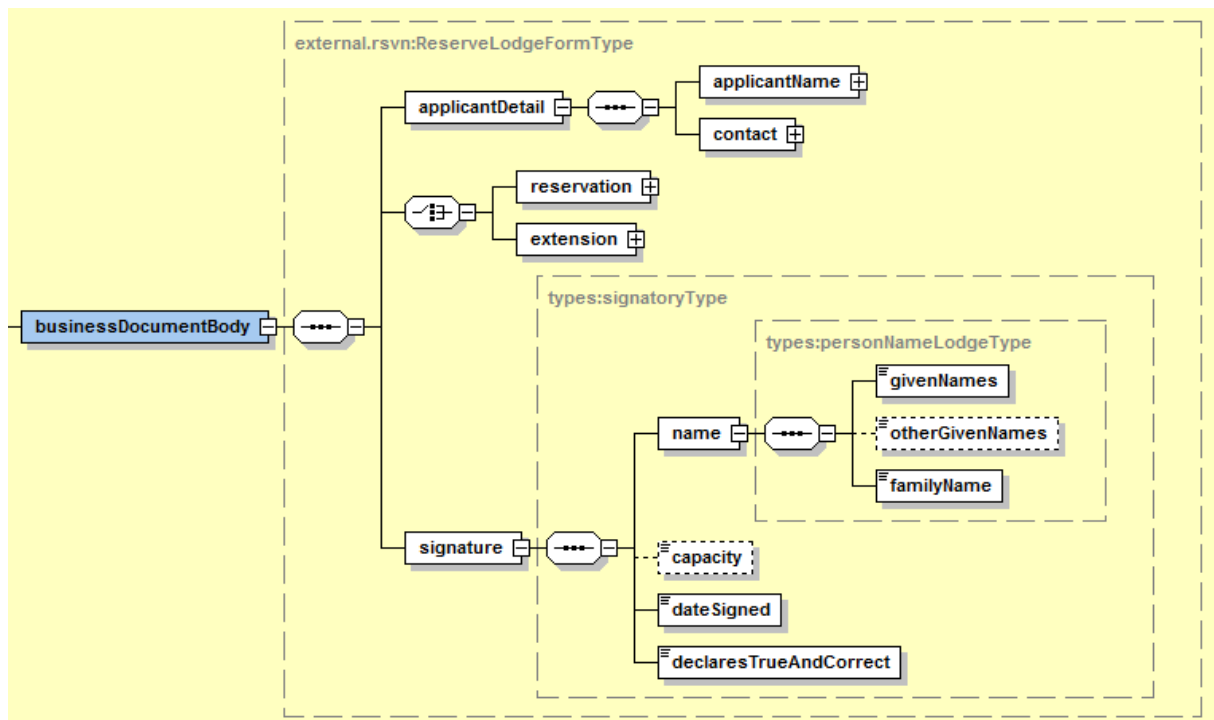 external.rsvn:ReserveLodgeFormType
applicantDetail
applicantName
contact
reservation
extension
types:signatoryType
businessDocumentBody
types:personNameLodgeType
givenNames
name
otherGivenNames
familyName
signature
capacity
dateSigned
declaresTrueAndCorrect